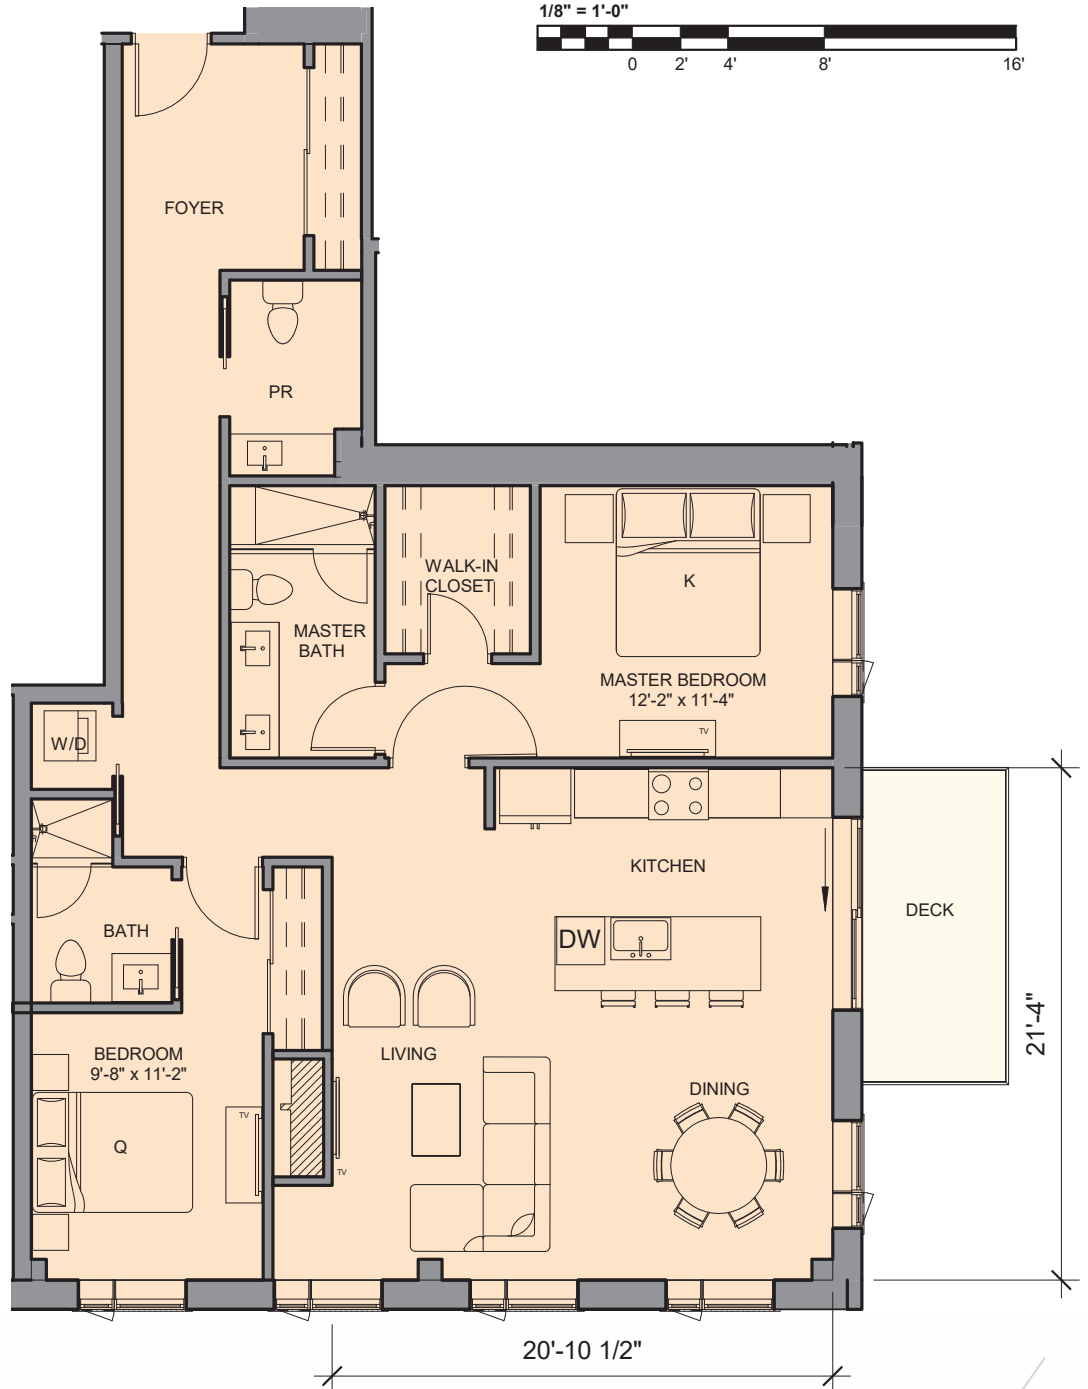 1/8" = 1'-0"
0 2' 4' 8' 16'
FOYER
PR
WALK-IN
CLOSET
K
MASTER
BATH
MASTER BEDROOM
12'-2" x 11'-4"
TV
W/D
KITCHEN
DECK
BATH
DW
21'-4"
BEDROOM
9'-8" x 11'-2"
LIVING
DINING
TV
Q
TV
20'-10 1/2"